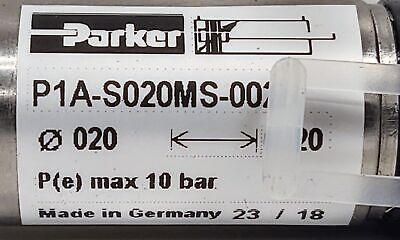 Parker
P1A-S020MS-002
Ø 020 20
P(e) max 10 bar
Made in Germany 23 / 18